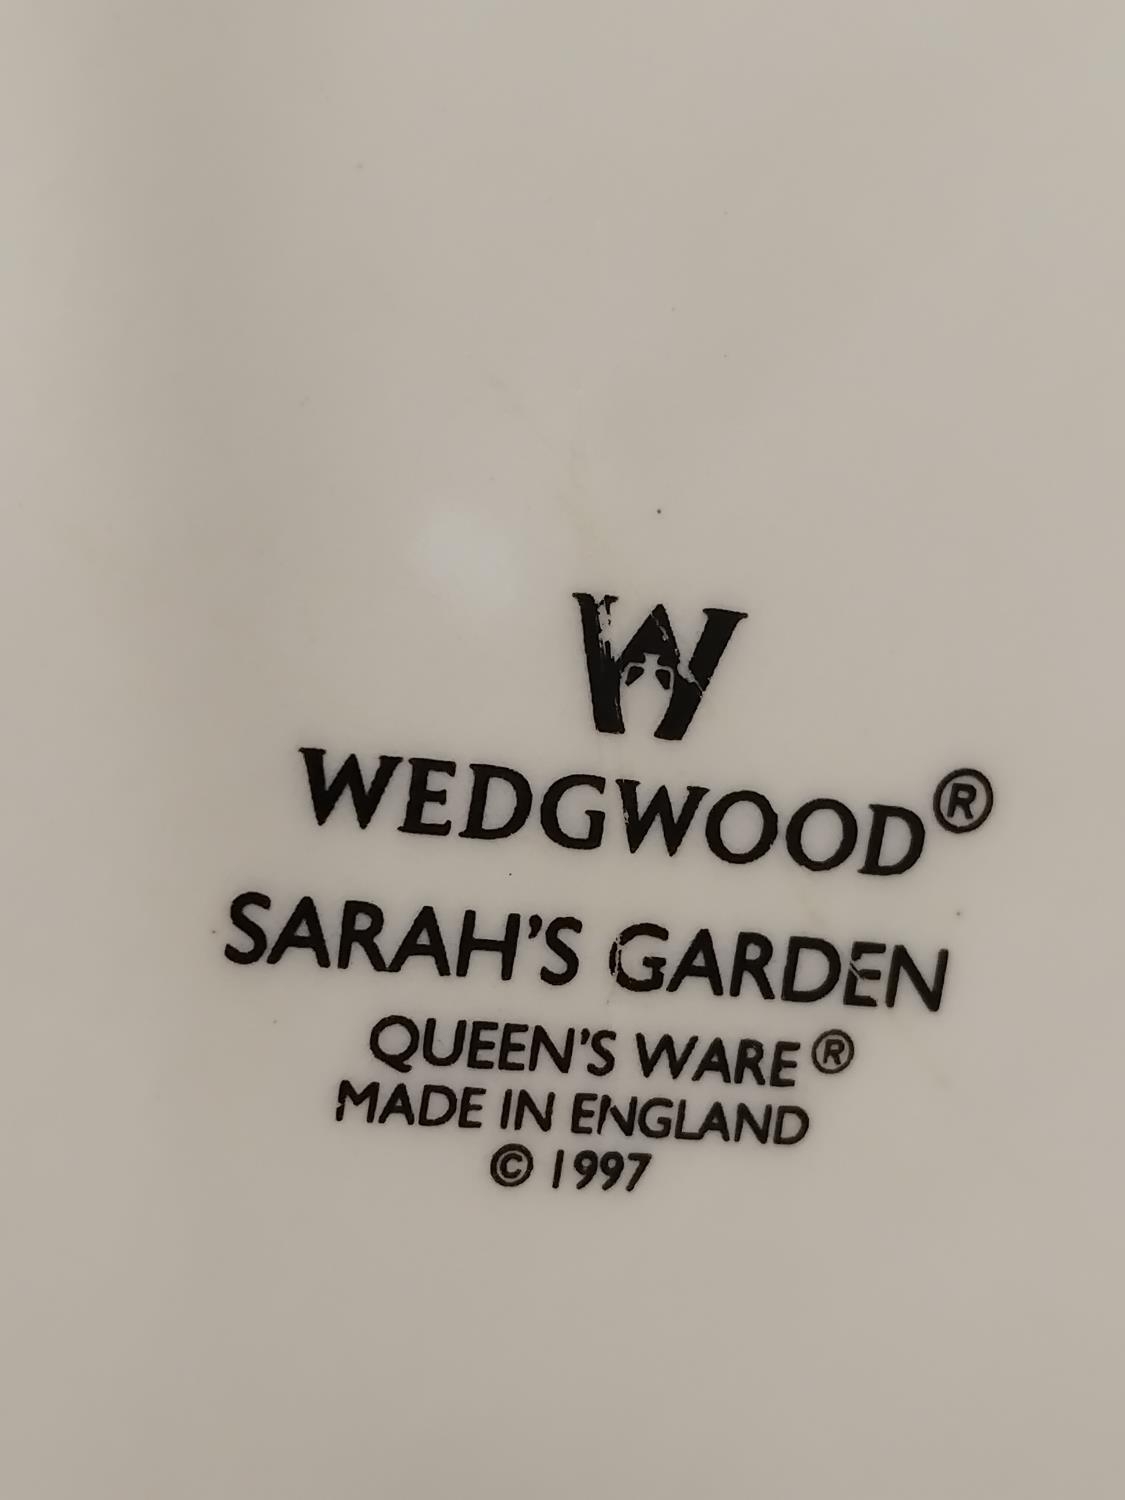 W
WEDGWOOD®
SARAH'S GARDEN
QUEEN'S WARE®
MADE IN ENGLAND
© 1997